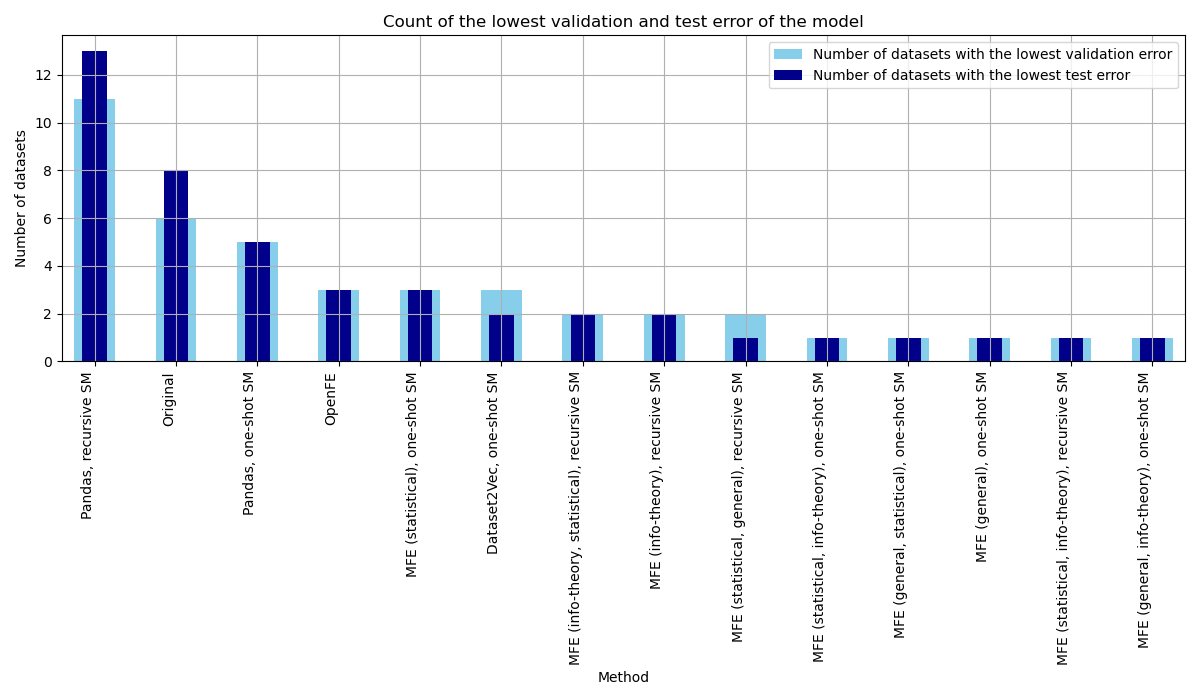 Count of the lowest validation and test error of the model
Number of datasets with the lowest validation error
Number of datasets with the lowest test error
Number of datasets
12
10
8
6
4
2
0
Pandas, recursive SM
Original
Pandas, one-shot SM
OpenFE
MFE (statistical), one-shot SM
Dataset2Vec, one-shot SM
MFE (info-theory, statistical), recursive SM
MFE (info-theory), recursive SM
MFE (statistical, general), recursive SM
MFE (statistical, info-theory), one-shot SM
MFE (general, statistical), one-shot SM
MFE (general), one-shot SM
MFE (statistical, info-theory), recursive SM
MFE (general, info-theory), one-shot SM
Method